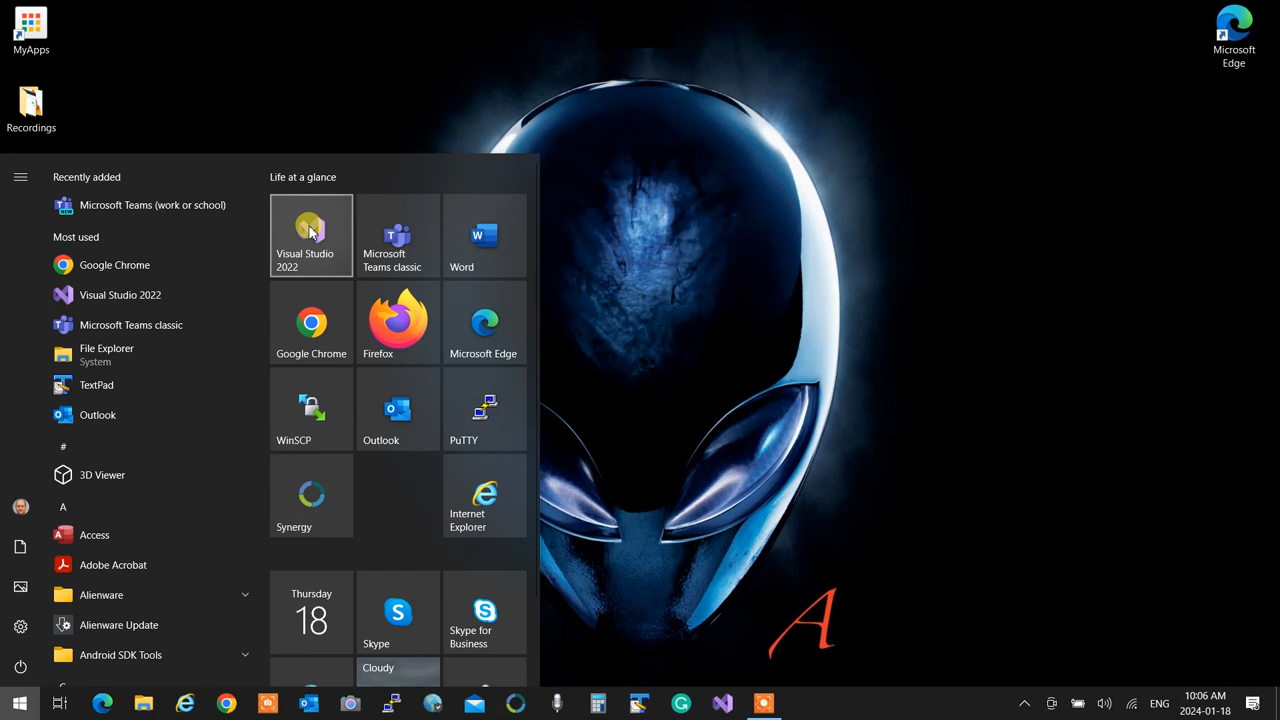 MyApps
Recordings
Microsoft
Edge
Recently added
Microsoft Teams (work or school)
Most used
Google Chrome
Visual Studio 2022
Microsoft Teams classic
File Explorer
System
TextPad
Outlook
#
3D Viewer
A
Access
Adobe Acrobat
Alienware
Alienware Update
Android SDK Tools
Life at a glance
Visual Studio
2022
Microsoft
Teams classic
Word
Google Chrome
Firefox
Microsoft Edge
WinSCP
Outlook
PuTTY
Synergy
Internet
Explorer
Thursday
18
Skype
Skype for
Business
Cloudy
A
ENG
10:06 AM
2024-01-18